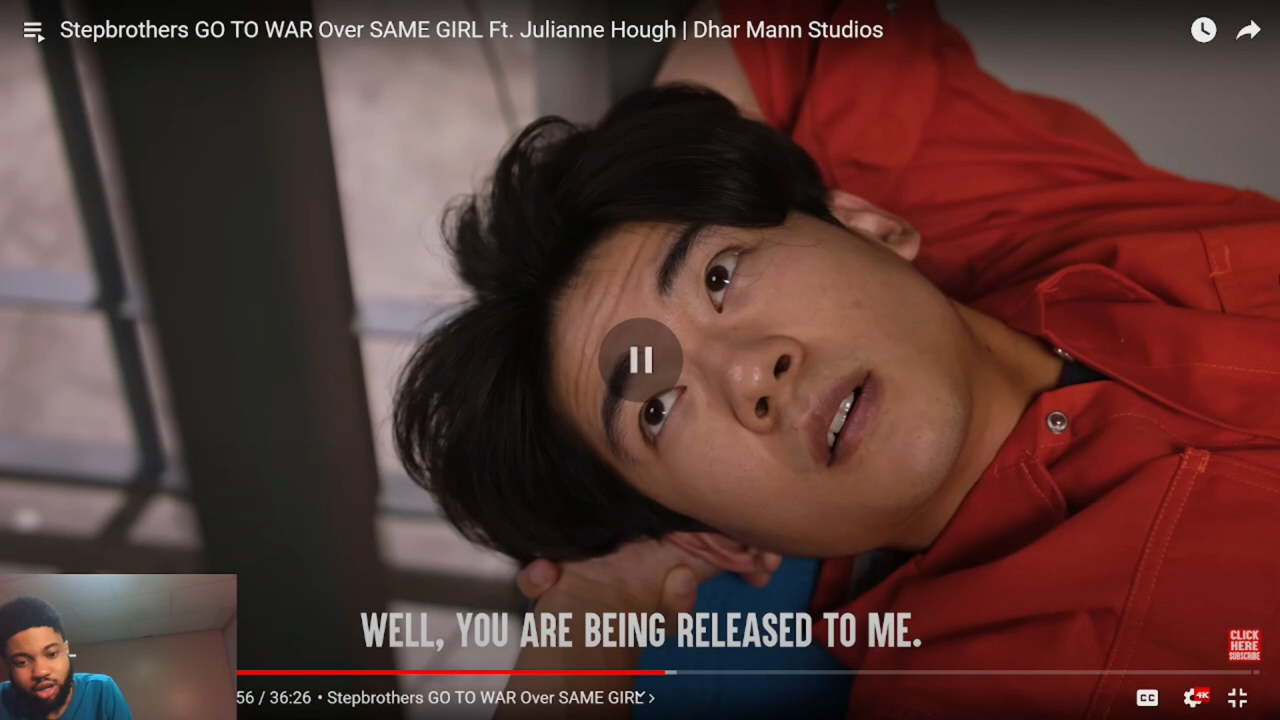 Stepbrothers GO TO WAR Over SAME GIRL Ft. Julianne Hough | Dhar Mann Studios
WELL, YOU ARE BEING RELEASED TO ME.
CLICK
HERE
SUBSCRIBE
56 / 36:26 • Stepbrothers GO TO WAR Over SAME GIRL
CC
4K